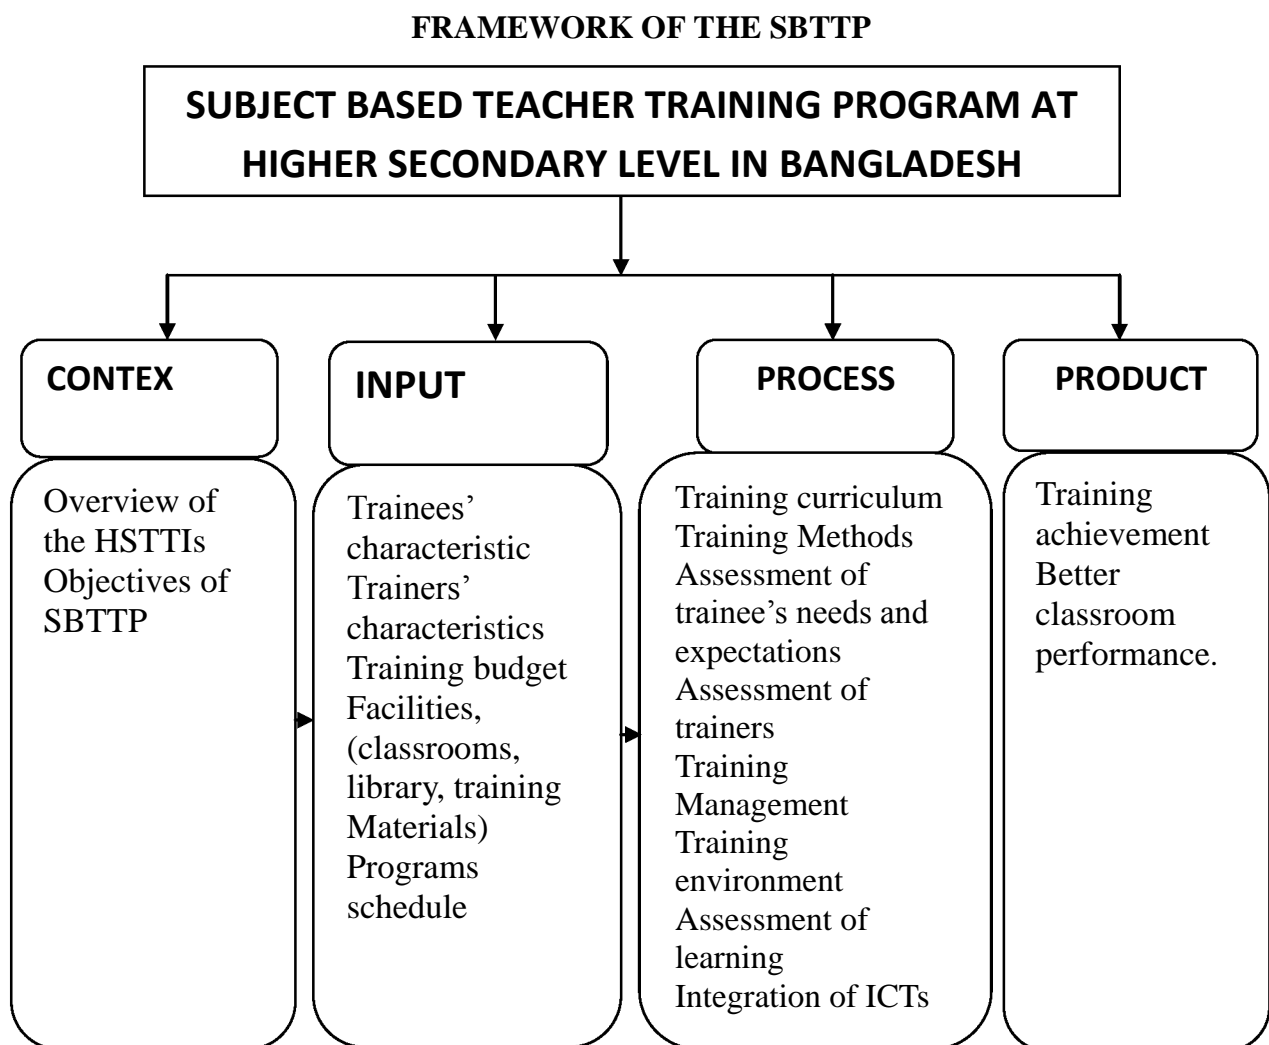 FRAMEWORK OF THE SBTTP
SUBJECT BASED TEACHER TRAINING PROGRAM AT
HIGHER SECONDARY LEVEL IN BANGLADESH
CONTEX
Overview of
the HSTTIs
Objectives of
SBTTP
INPUT
Trainees’
characteristic
Trainers’
characteristics
Training budget
Facilities,
(classrooms,
library, training
Materials)
Programs
schedule
PROCESS
Training curriculum
Training Methods
Assessment of
trainee’s needs and
expectations
Assessment of
trainers
Training
Management
Training
environment
Assessment of
learning
Integration of ICTs
PRODUCT
Training
achievement
Better
classroom
performance.